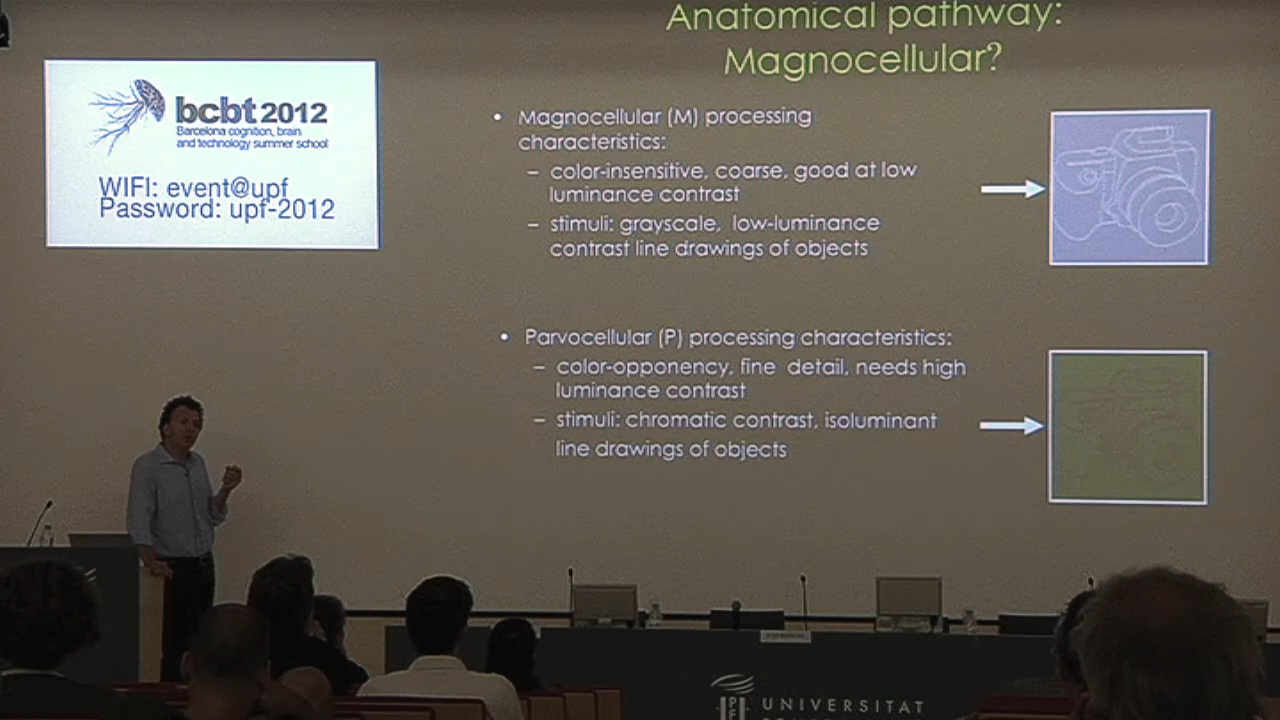 bcbt 2012
Barcelona cognition, brain
and technology summer school
WIFI: event@upf
Password: upf-2012
Anatomical pathway:
Magnocellular?
• Magnocellular (M) processing
characteristics:
– color-insensitive, coarse, good at low
luminance contrast
– stimuli: grayscale, low-luminance
contrast line drawings of objects
• Parvocellular (P) processing characteristics:
– color-opponency, fine detail, needs high
luminance contrast
– stimuli: chromatic contrast, isoluminant
line drawings of objects
UNIVERSITAT